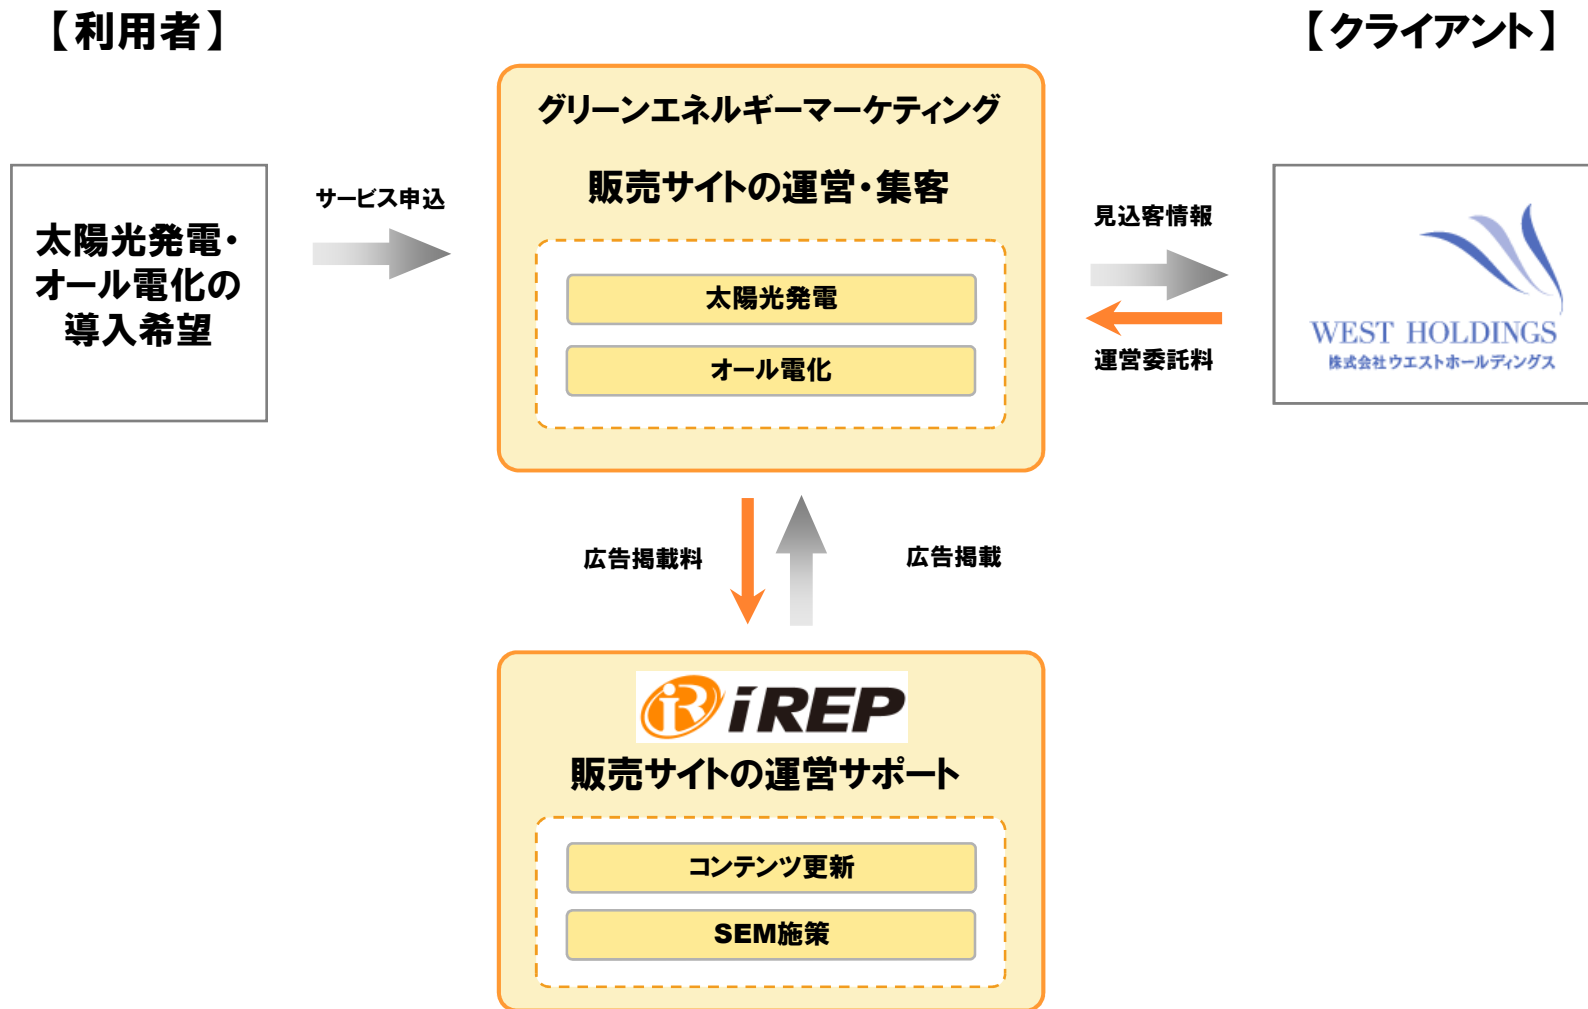 【利用者】
【クライアント】
グリーンエネルギーマーケティング
販売サイトの運営・集客
太陽光発電
オール電化
太陽光発電・
オール電化の
導入希望
サービス申込
見込客情報
運営委託料
WEST HOLDINGS
株式会社ウエストホールディングス
広告掲載料
広告掲載
iR iREP
販売サイトの運営サポート
コンテンツ更新
SEM施策